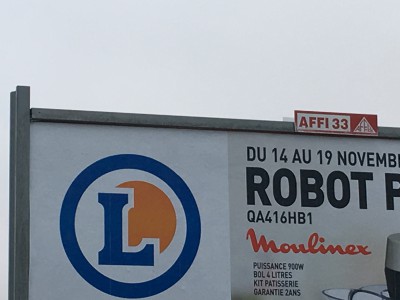 AFFI 33
L
DU 14 AU 19 NOVEMB
ROBOT P
QA416HB1
Moulinex
PUISSANCE 900W
BOL 4 LITRES
KIT PATISSERIE
GARANTIE 2ANS